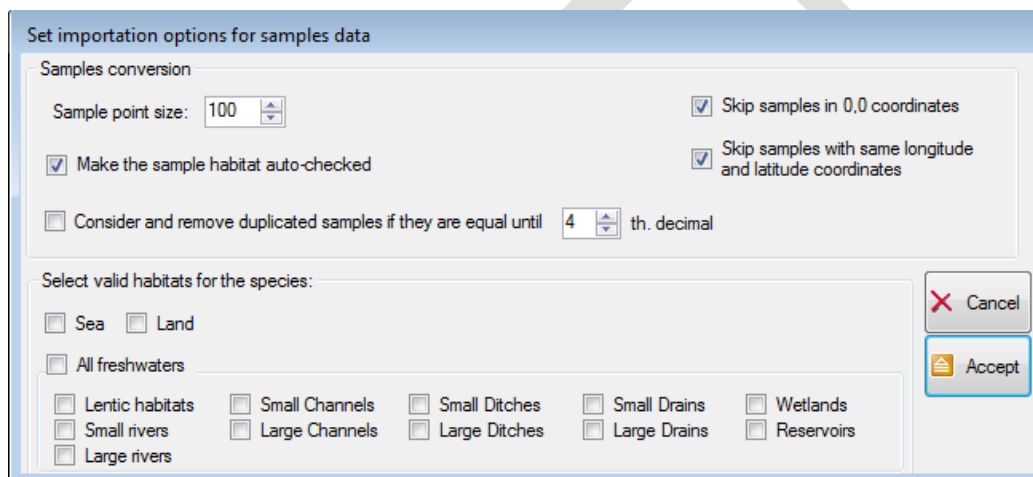 Set importation options for samples data
Samples conversion
Sample point size: 100
Skip samples in 0,0 coordinates
Make the sample habitat auto-checked
Skip samples with same longitude
and latitude coordinates
Consider and remove duplicated samples if they are equal until 4 th. decimal
Select valid habitats for the species:
Sea Land
All freshwaters
Lentic habitats Small Channels Small Ditches Small Drains Wetlands
Small rivers Large Channels Large Ditches Large Drains Reservoirs
Large rivers
Cancel
Accept